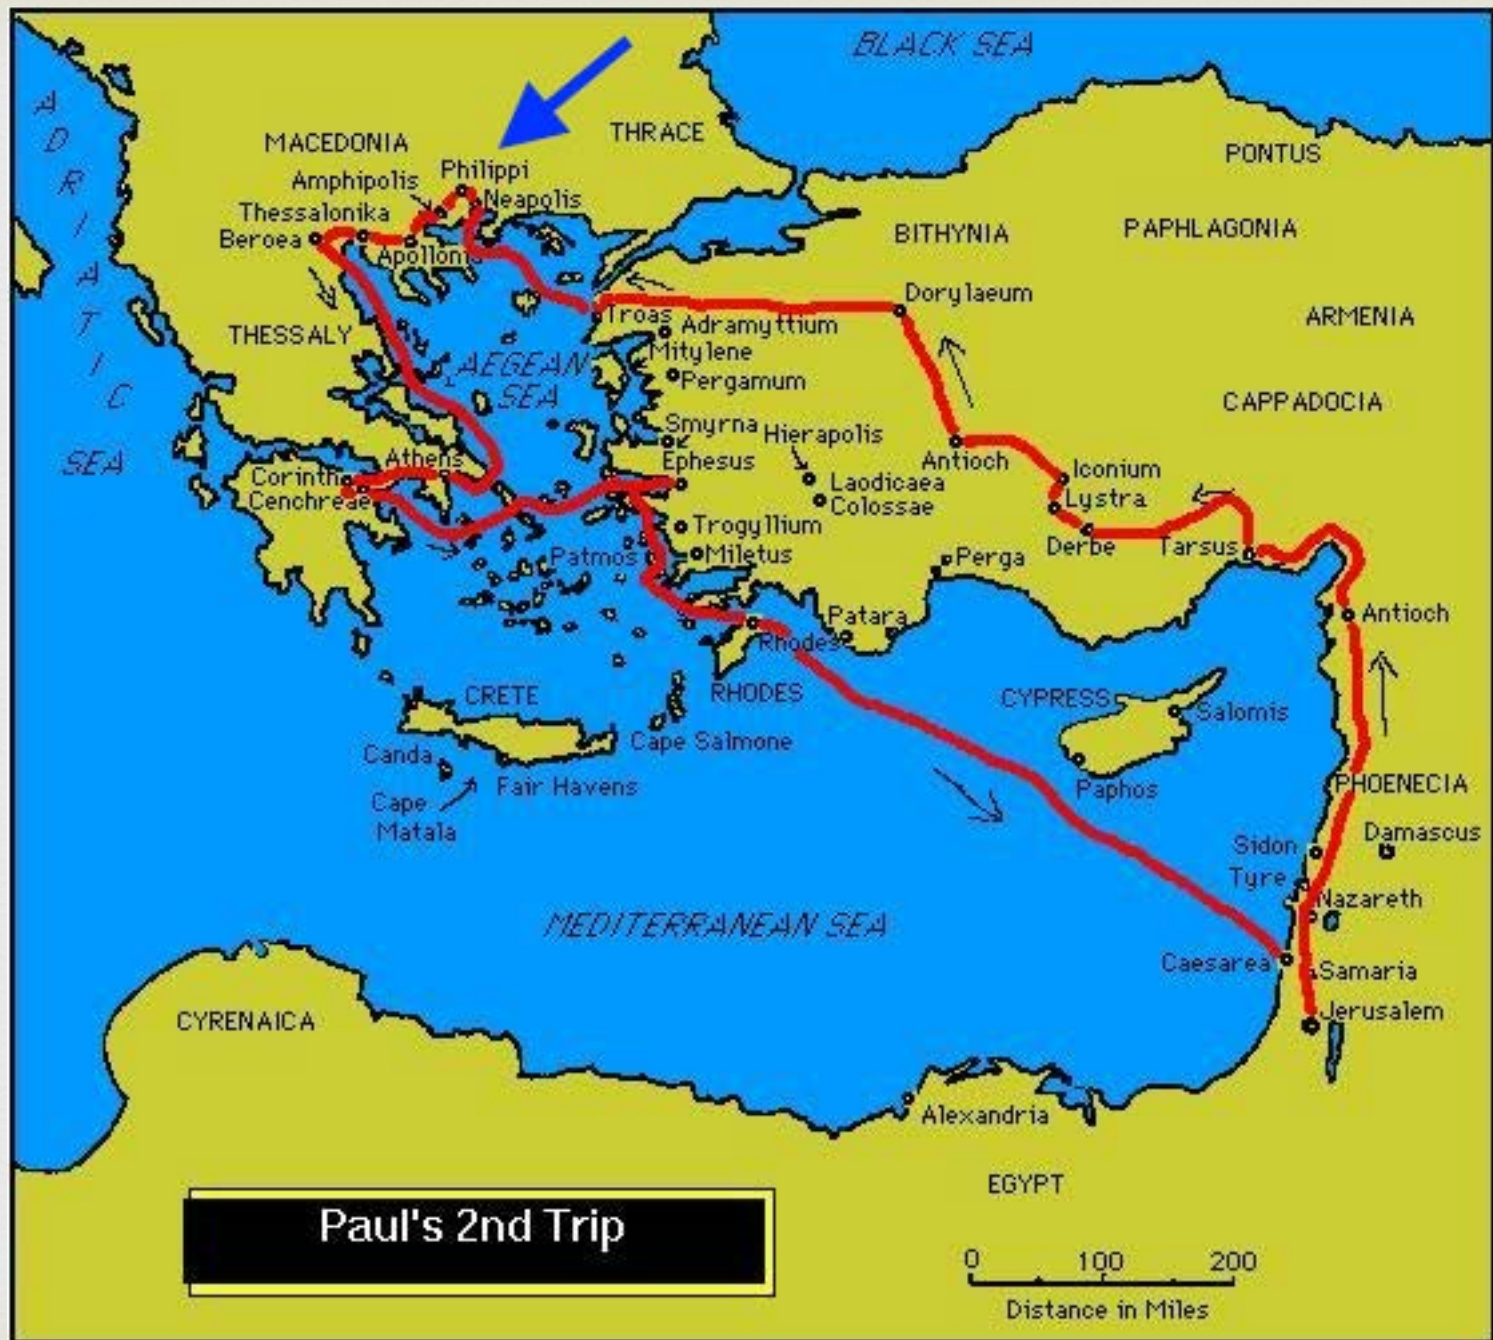 BLACK SEA
ADRIATIC
SEA
MACEDONIA
THRACE
PONTUS
Philippi
Amphipolis
Neapolis
Thessalonika
Beroea
Apollonia
BITHYNIA
PAPHLAGONIA
Dorylaeum
ARMENIA
Troas
Adramyttium
THESSALY
Mitylene
AEGEAN
SEA
Pergamum
CAPPADOCIA
Smyrna
Hierapolis
Athens
Ephesus
Antioch
Iconium
Corinth
Cenchreae
Laodicaea
Colossae
Lystra
Trogyllium
Derbe
Tarsus
Patmos
Miletus
Perga
Patara
Antioch
Rhodes
CRETE
RHODES
CYPRESS
Salomis
Canda
Cape Salmone
Fair Havens
Cape
Matala
Paphos
PHOENECIA
Sidon
Damascus
Tyre
Nazareth
MEDITERRANEAN SEA
Caesarea
Samaria
Jerusalem
CYRENAICA
Alexandria
EGYPT
Paul's 2nd Trip
0 100 200
Distance in Miles